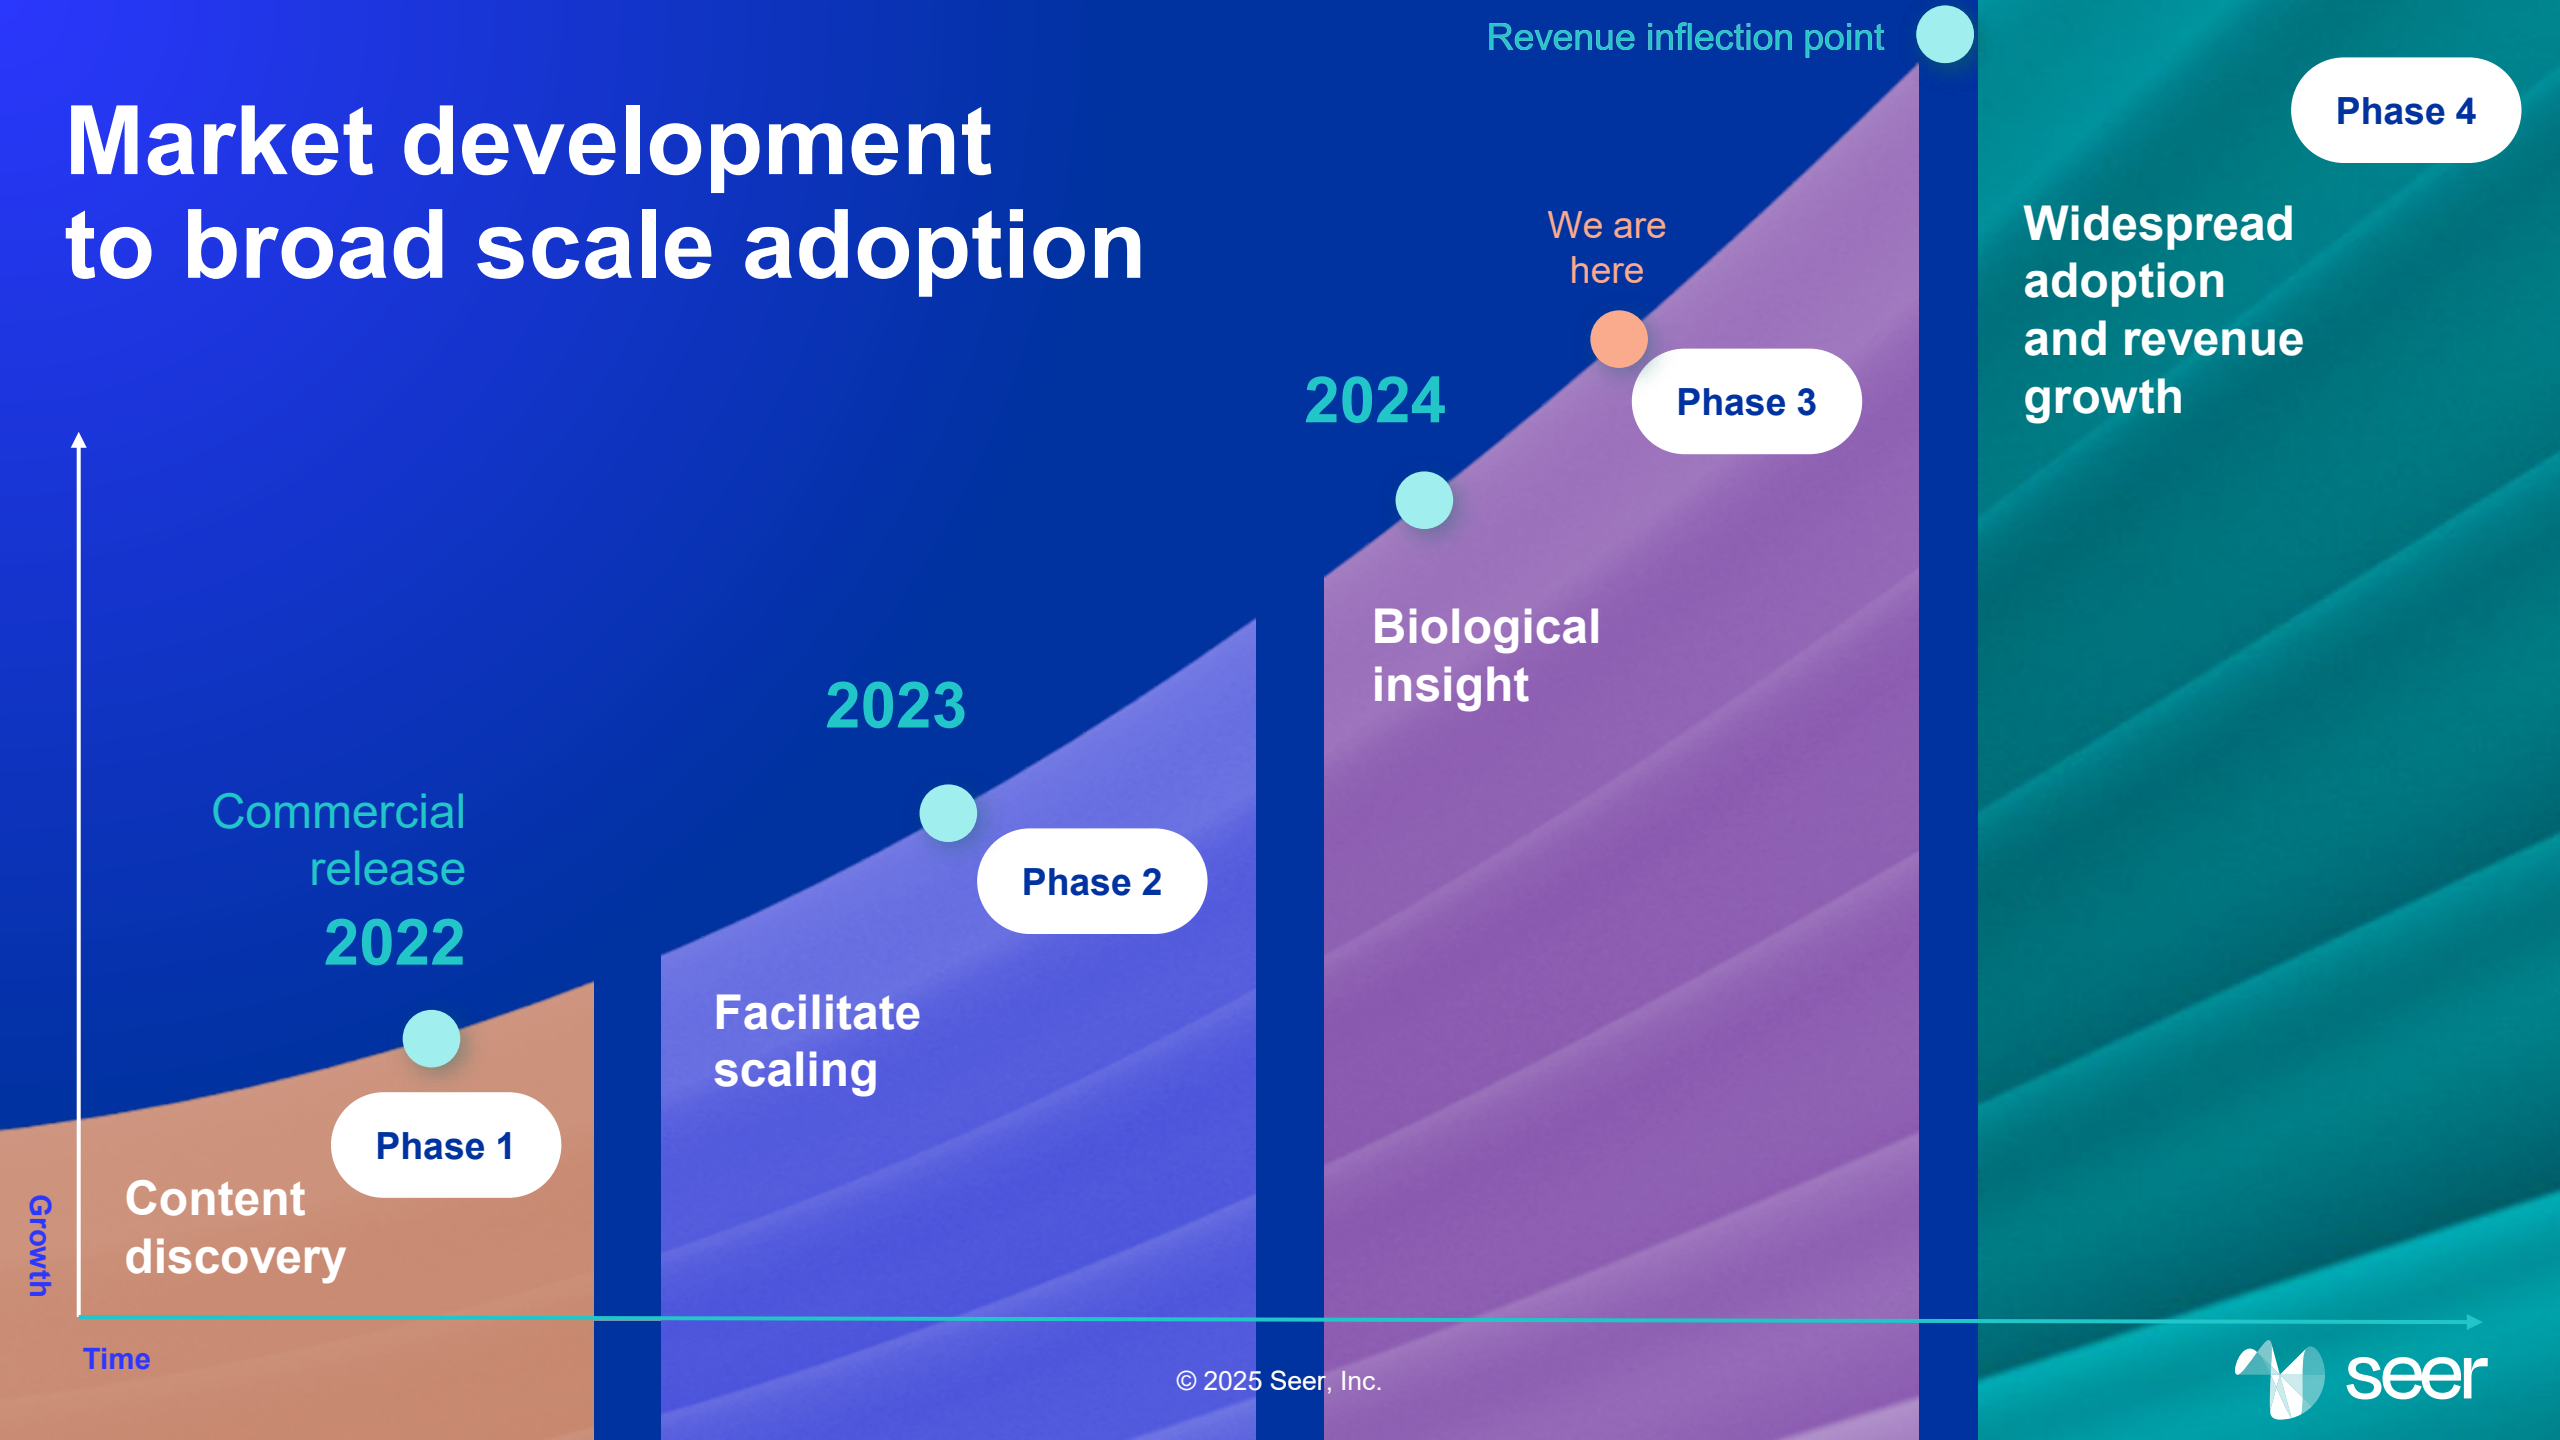 Market development
to broad scale adoption
Revenue inflection point
Phase 4
Widespread
adoption
and revenue
growth
We are
here
Phase 3
2024
Biological
insight
2023
Phase 2
Facilitate
scaling
Commercial
release
2022
Phase 1
Content
discovery
Growth
Time
© 2025 Seer, Inc.
seer